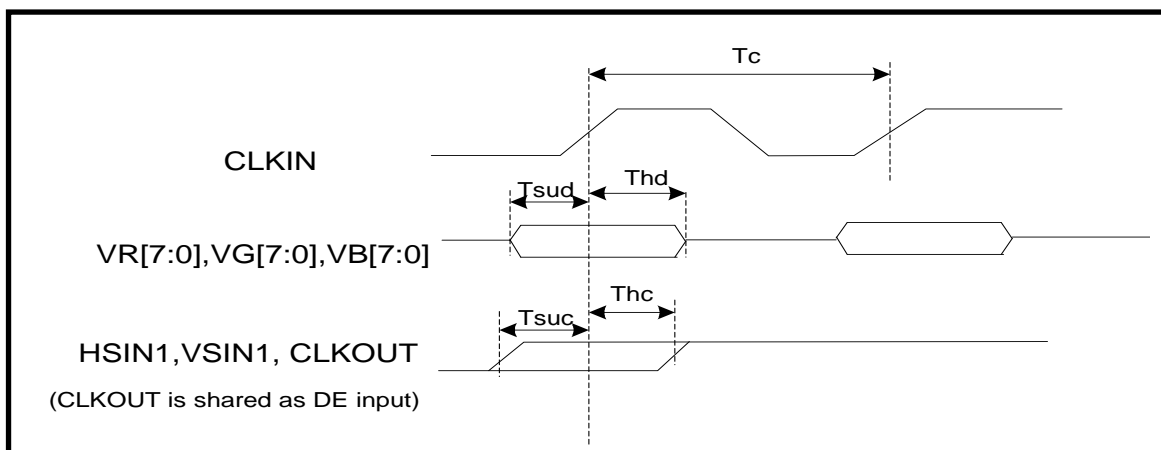 Tc
CLKIN
Tsud
Thd
VR[7:0],VG[7:0],VB[7:0]
Thc
Tsuc
HSIN1,VSIN1, CLKOUT
(CLKOUT is shared as DE input)